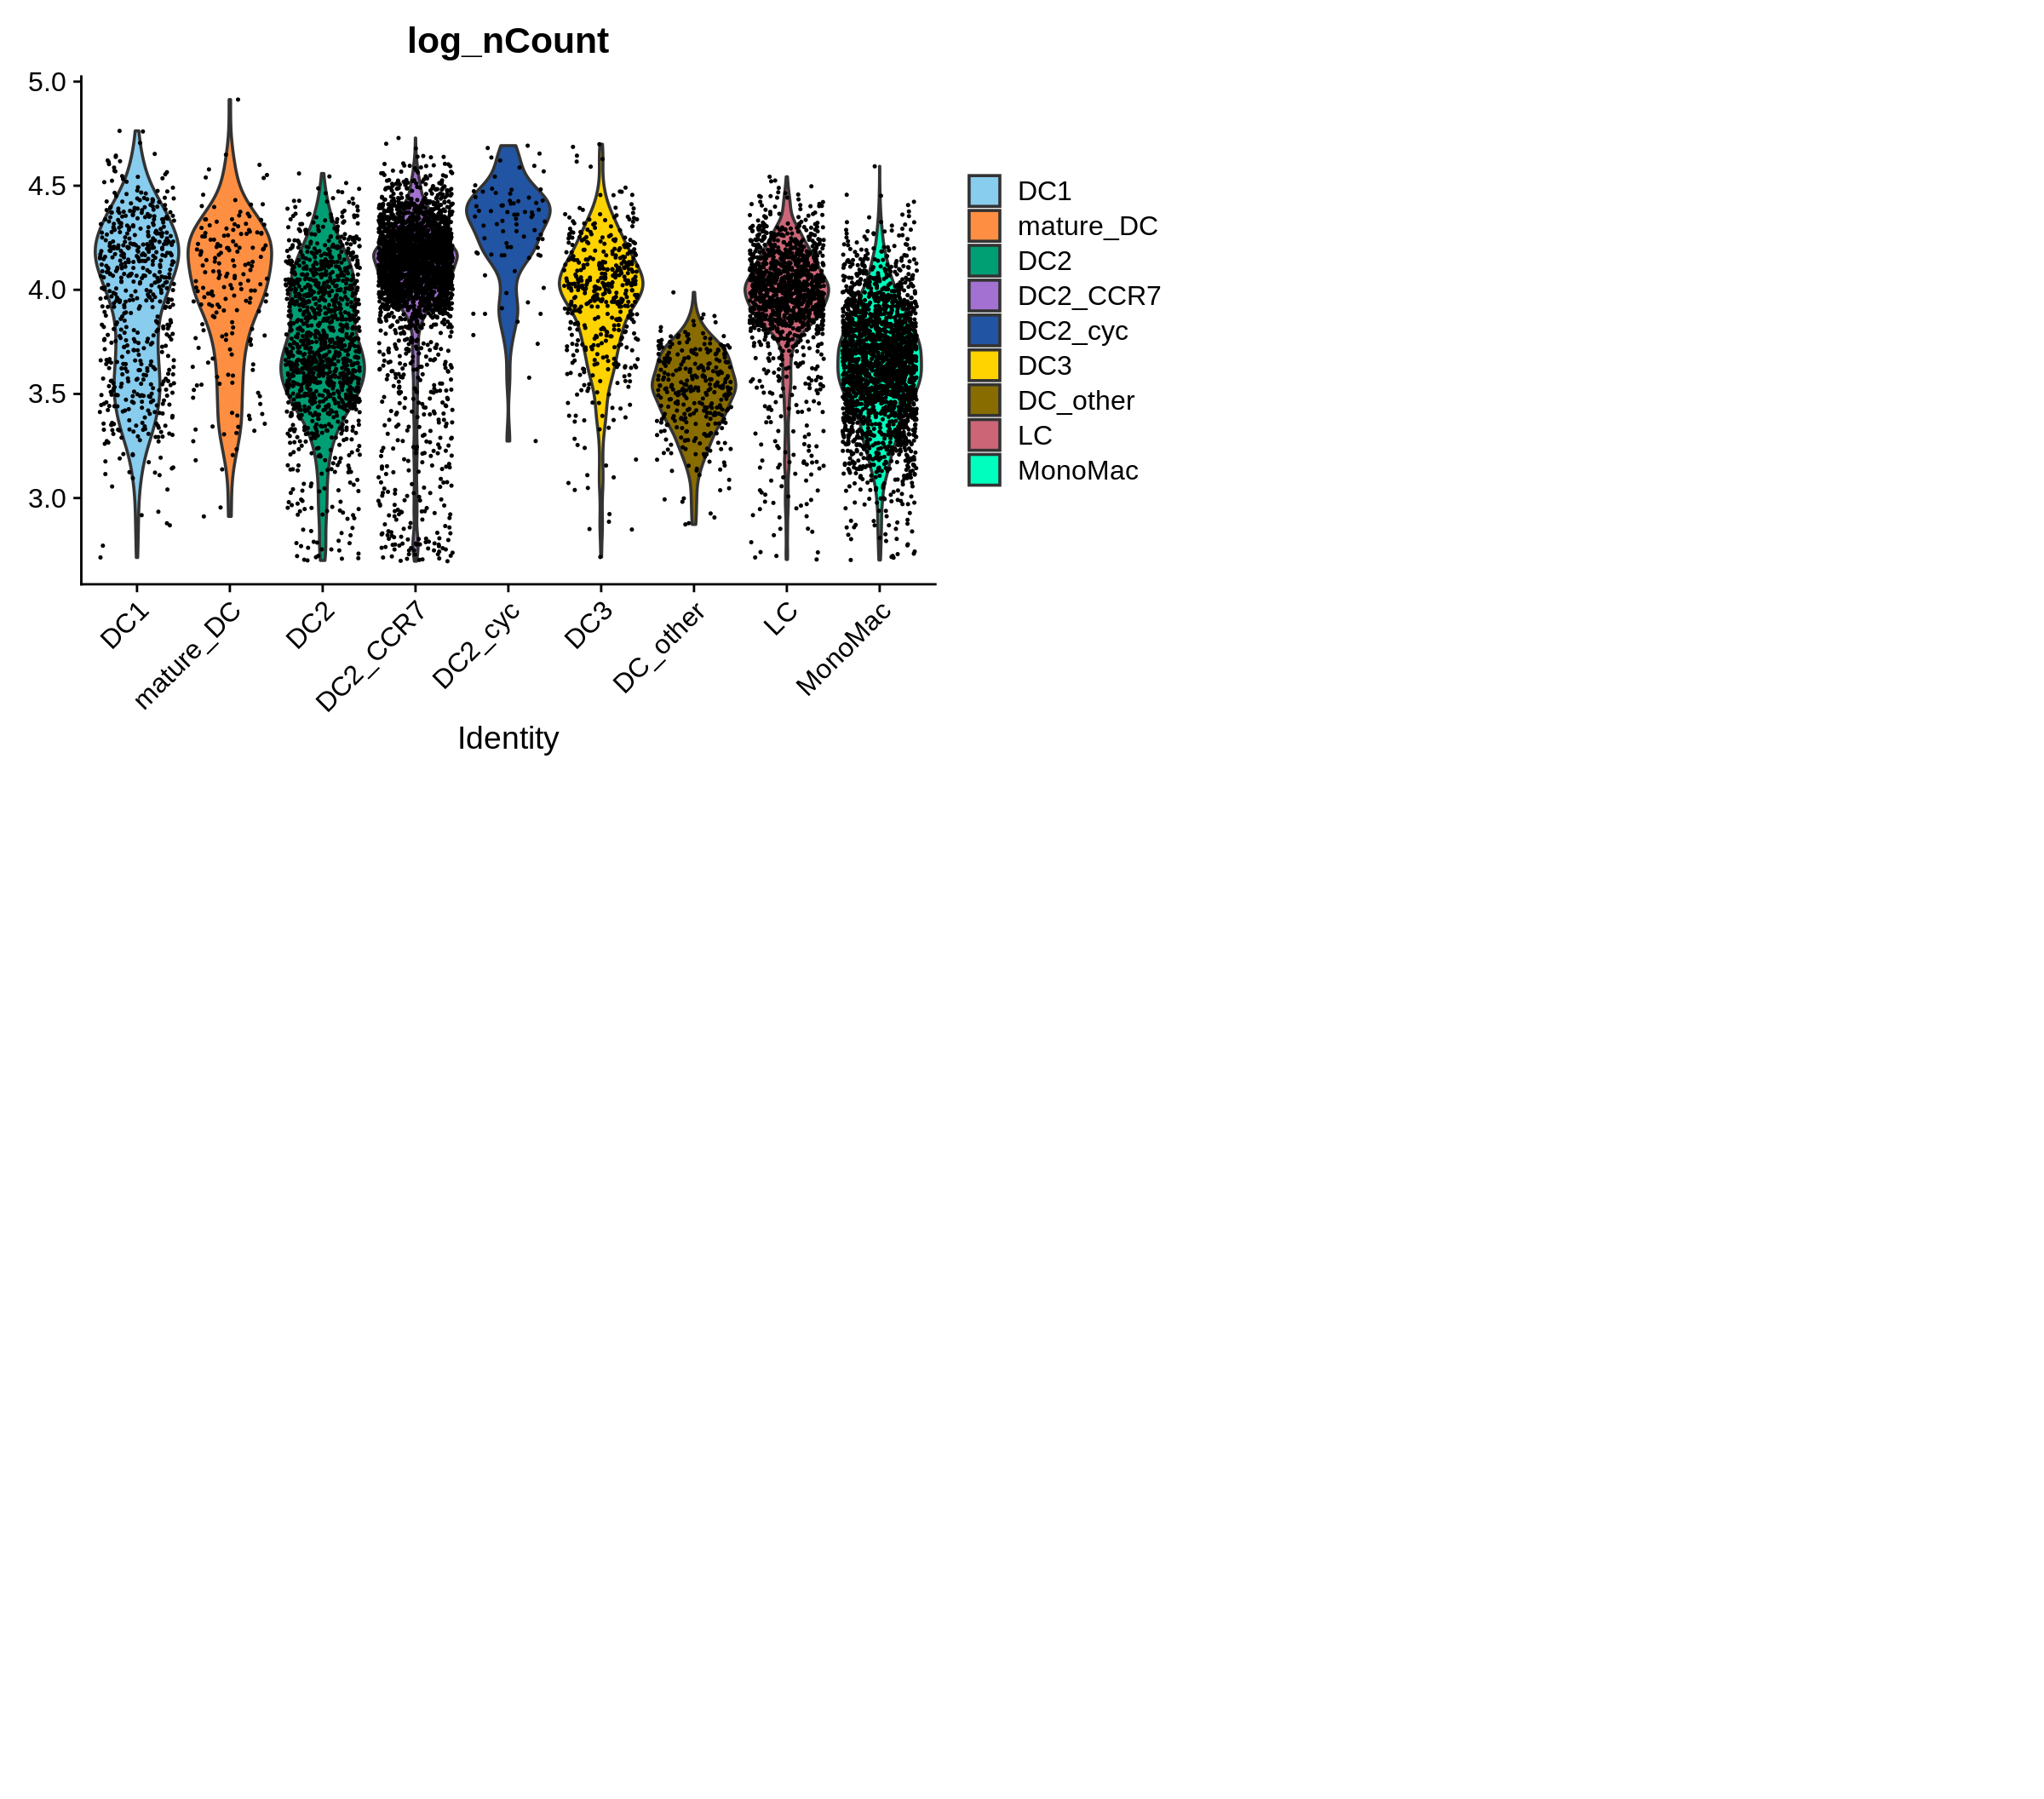 log_nCount
5.0
4.5
4.0
3.5
3.0
DC1
mature_DC
DC2
DC2_CCR7
DC2_cyc
DC3
DC_other
LC
MonoMac
Identity
DC1
mature_DC
DC2
DC2_CCR7
DC2_cyc
DC3
DC_other
LC
MonoMac